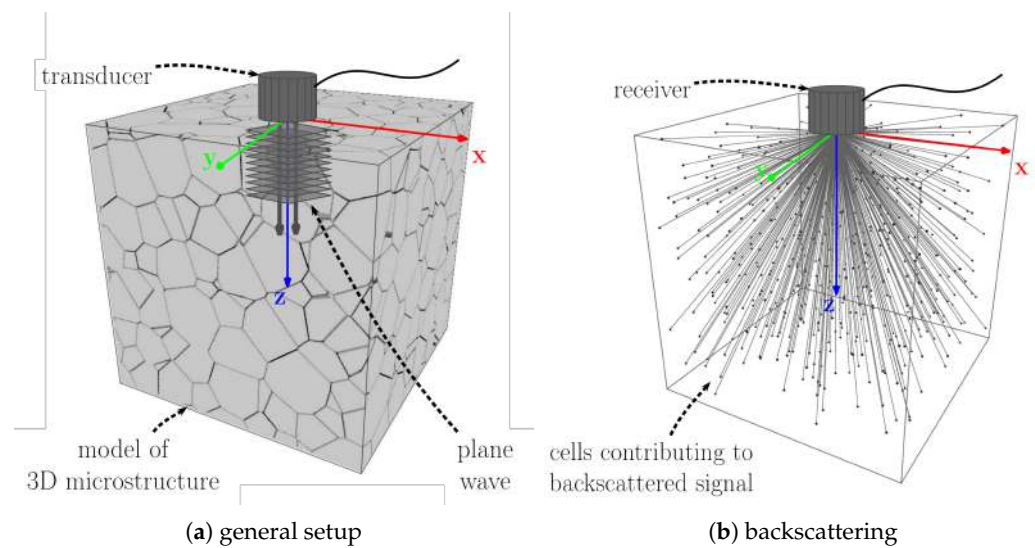 transducer
x
y
z
model of
3D microstructure
plane
wave
(a) general setup
receiver
x
y
z
cells contributing to
backscattered signal
(b) backscattering